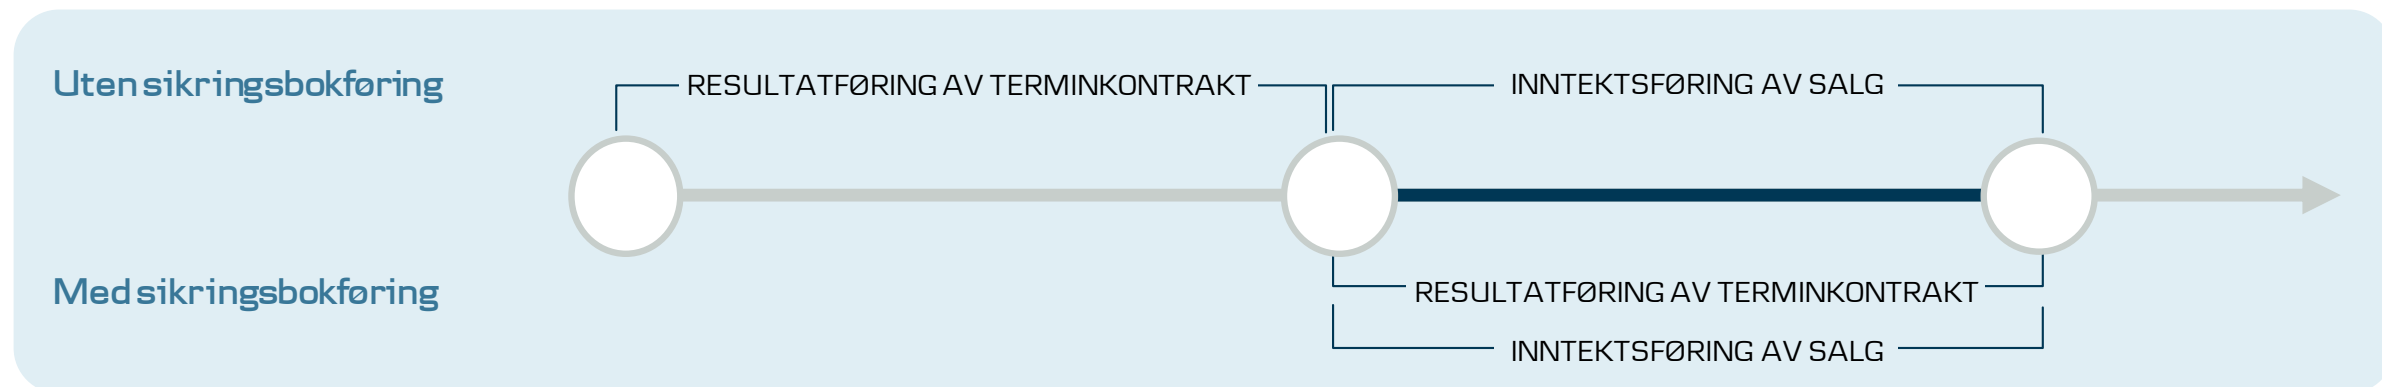 Uten sikringsbokføring
RESULTATFØRING AV TERMINKONTRAKT
INNTEKTSFØRING AV SALG
Med sikringsbokføring
RESULTATFØRING AV TERMINKONTRAKT
INNTEKTSFØRING AV SALG